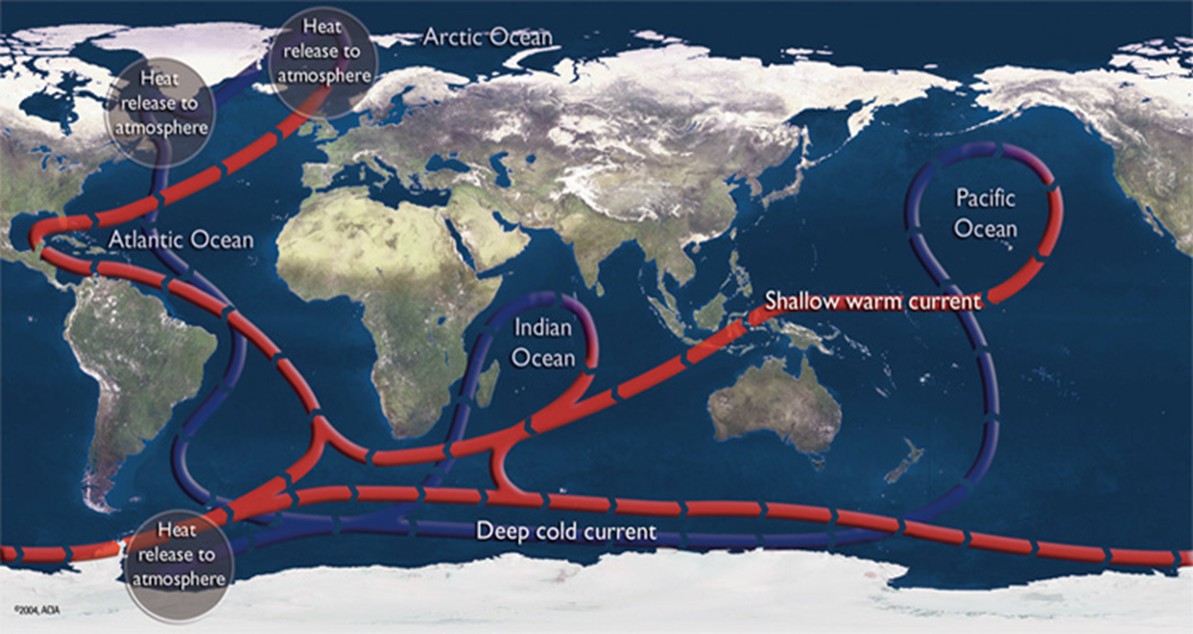 Heat
release to
atmosphere
Arctic Ocean
Heat
release to
atmosphere
Pacific
Ocean
Atlantic Ocean
Shallow warm current
Indian
Ocean
Deep cold current
Heat
release to
atmosphere
©2004, ACIA